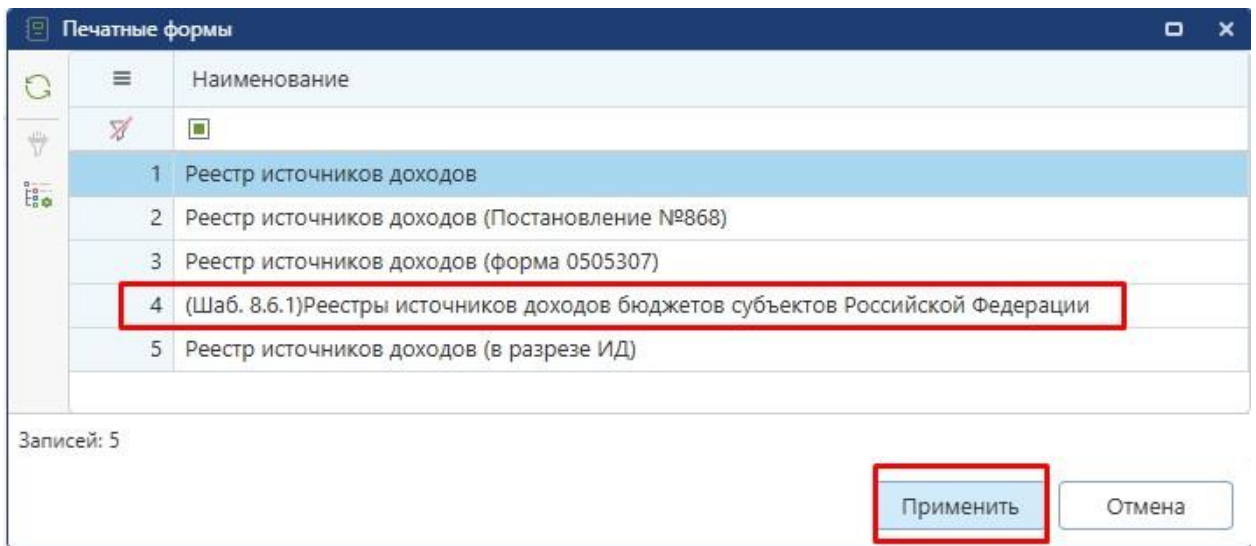 Печатные формы
Наименование
1 Реестр источников доходов
2 Реестр источников доходов (Постановление №868)
3 Реестр источников доходов (форма 0505307)
4 (Шаб. 8.6.1)Реестры источников доходов бюджетов субъектов Российской Федерации
5 Реестр источников доходов (в разрезе ИД)
Записей: 5
Применить Отмена